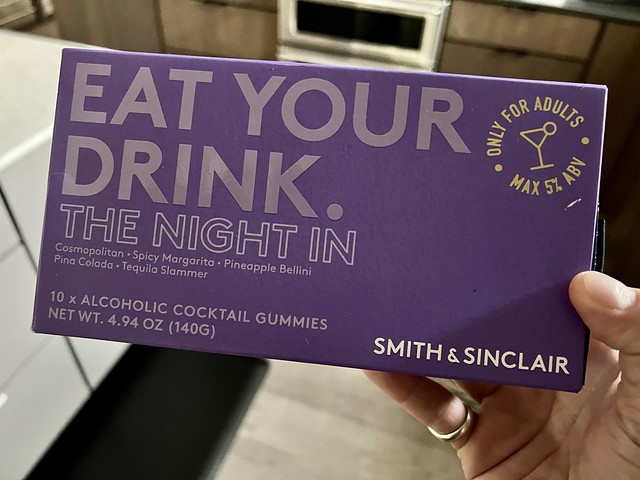 EAT YOUR
DRINK.
THE NIGHT IN
Cosmopolitan • Spicy Margarita • Pineapple Bellini
Pina Colada • Tequila Slammer
10 x ALCOHOLIC COCKTAIL GUMMIES
NET WT. 4.94 OZ (140G)
• ONLY FOR ADULTS •
MAX 5% ABV
SMITH & SINCLAIR